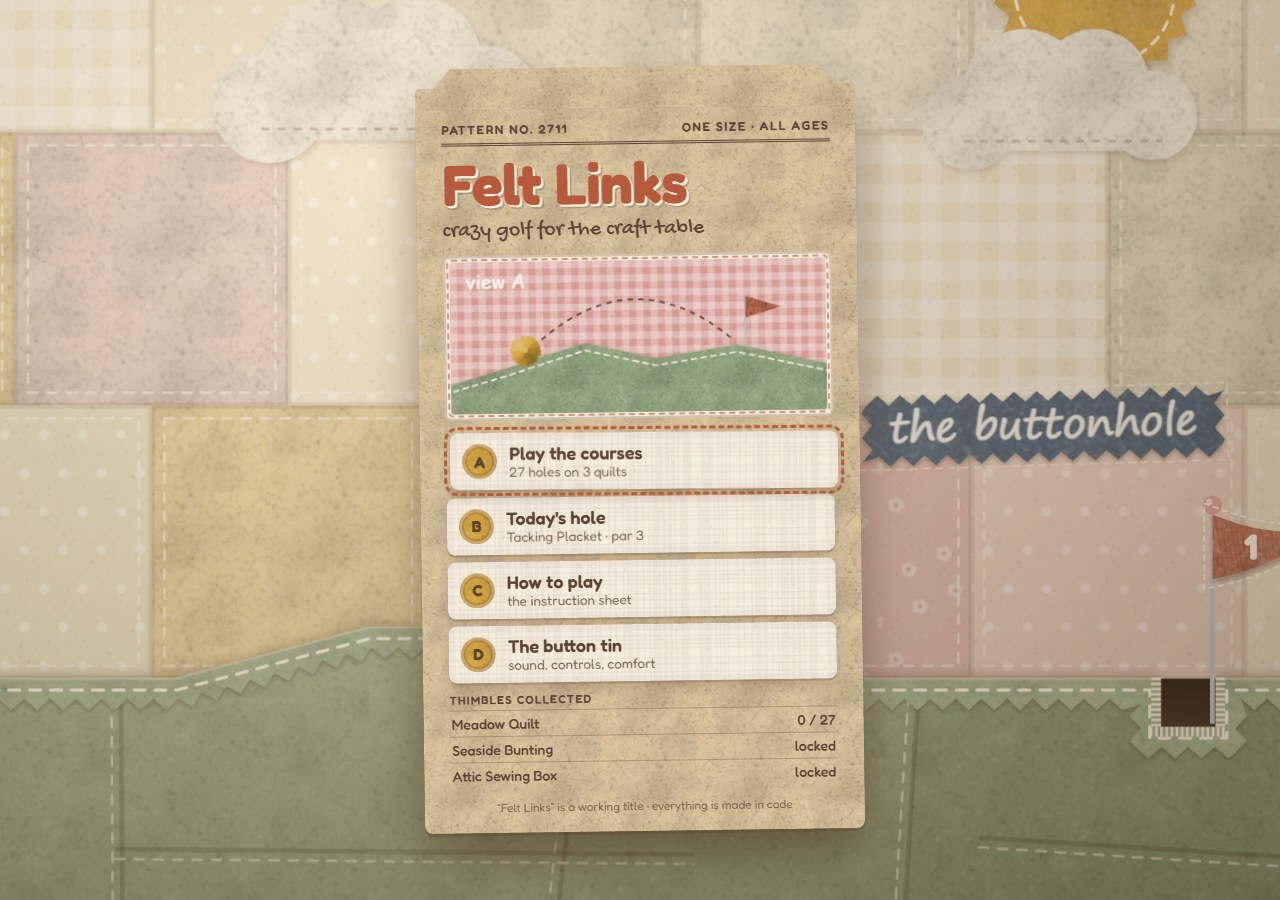 PATTERN NO. 2711
ONE SIZE · ALL AGES
Felt Links
crazy golf for the craft table
view A
the buttonhole
1
A
Play the courses
27 holes on 3 quilts
B
Today's hole
Tacking Placket · par 3
C
How to play
the instruction sheet
D
The button tin
sound, controls, comfort
THIMBLES COLLECTED
Meadow Quilt 0 / 27
Seaside Bunting locked
Attic Sewing Box locked
"Felt Links" is a working title · everything is made in code